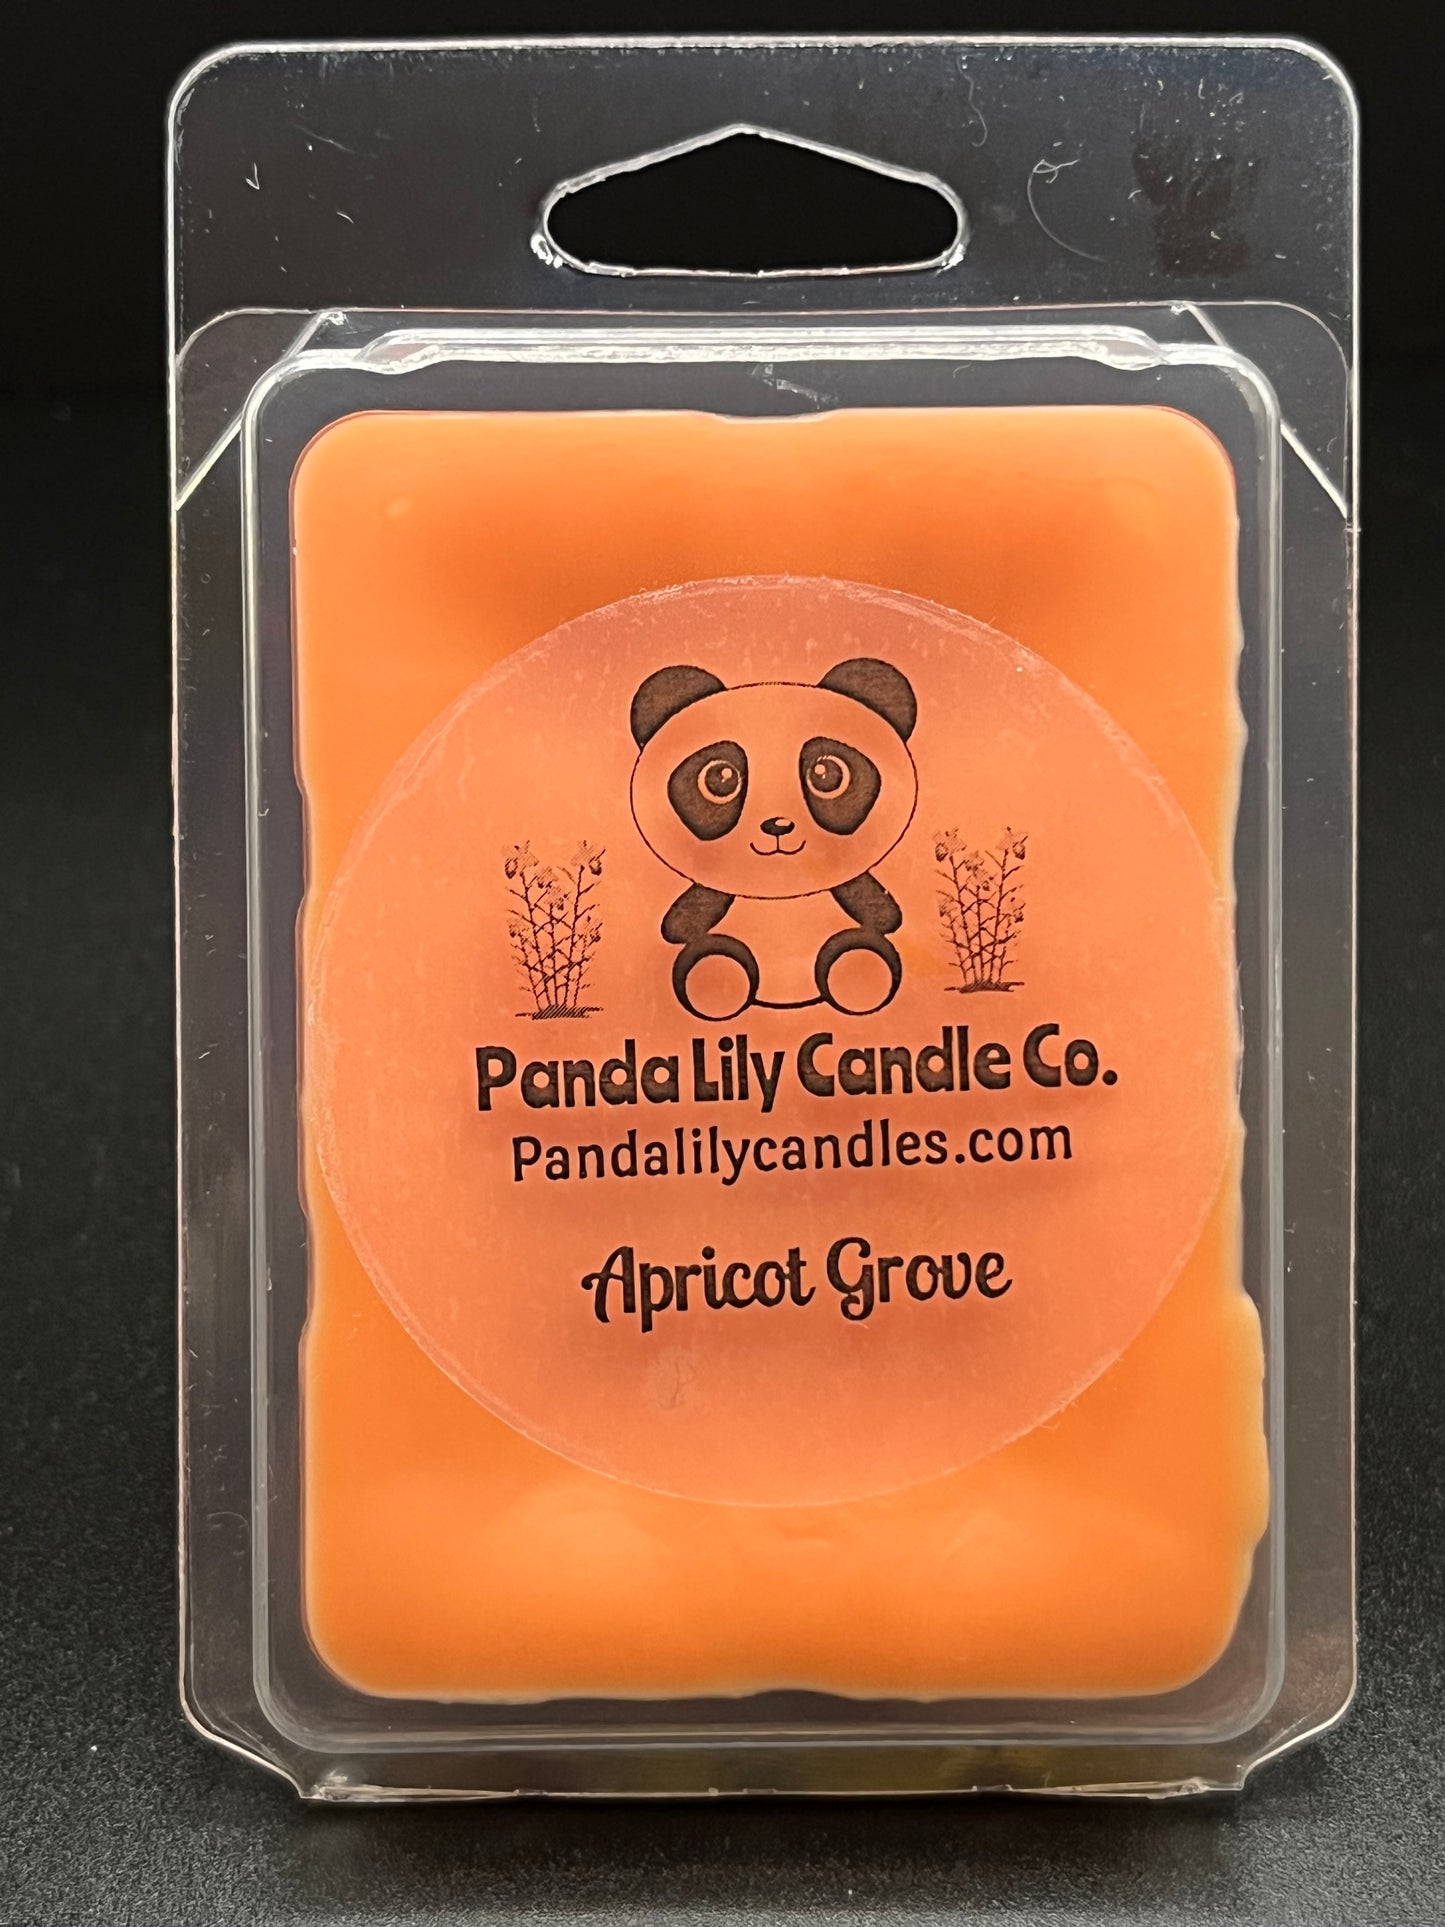 Panda Lily Candle Co.
Pandalilycandles.com
Apricot Grove